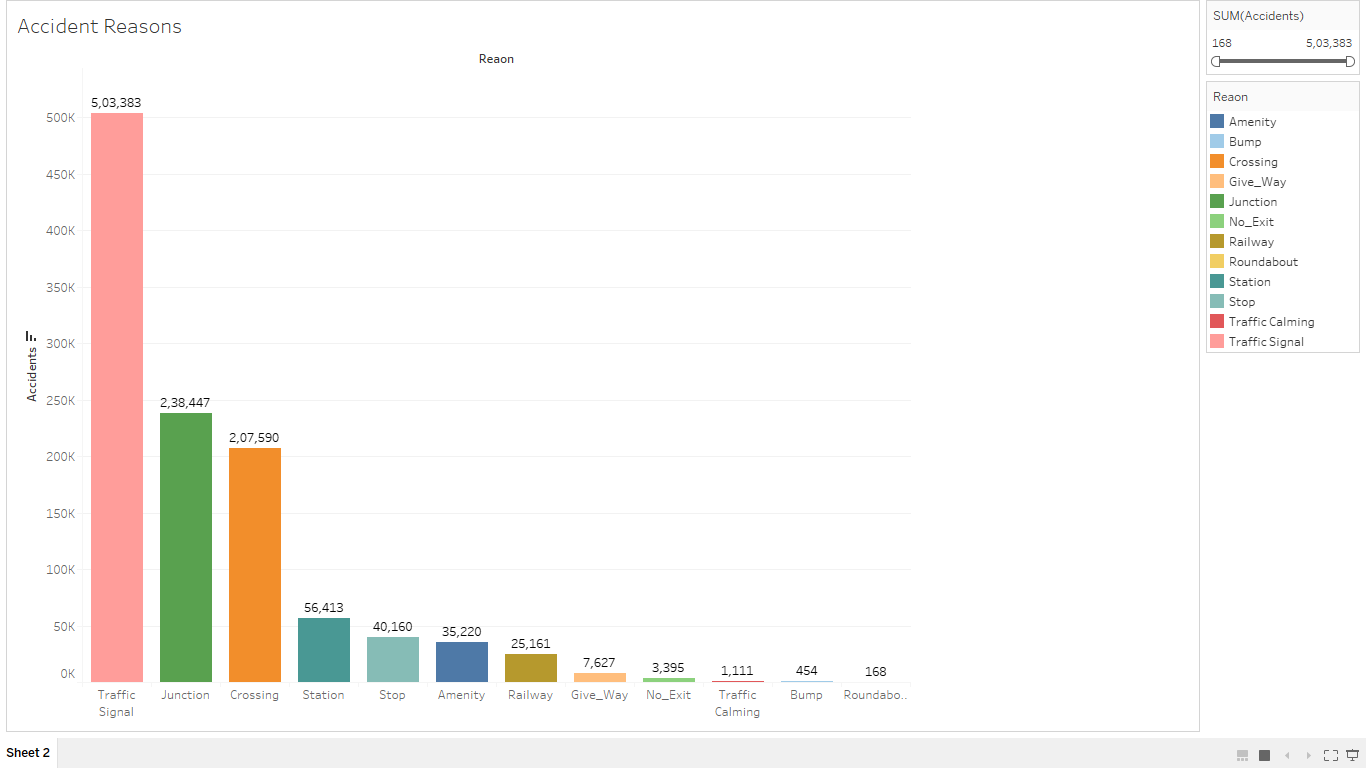 Accident Reasons
Reaon
Accidents
500K
450K
400K
350K
300K
250K
200K
150K
100K
50K
0K
5,03,383
2,38,447
2,07,590
56,413
40,160
35,220
25,161
7,627
3,395
1,111
454
168
Traffic Signal
Junction
Crossing
Station
Stop
Amenity
Railway
Give_Way
No_Exit
Traffic Calming
Bump
Roundabo..
SUM(Accidents)
168 5,03,383
Reaon
Amenity
Bump
Crossing
Give_Way
Junction
No_Exit
Railway
Roundabout
Station
Stop
Traffic Calming
Traffic Signal
Sheet 2